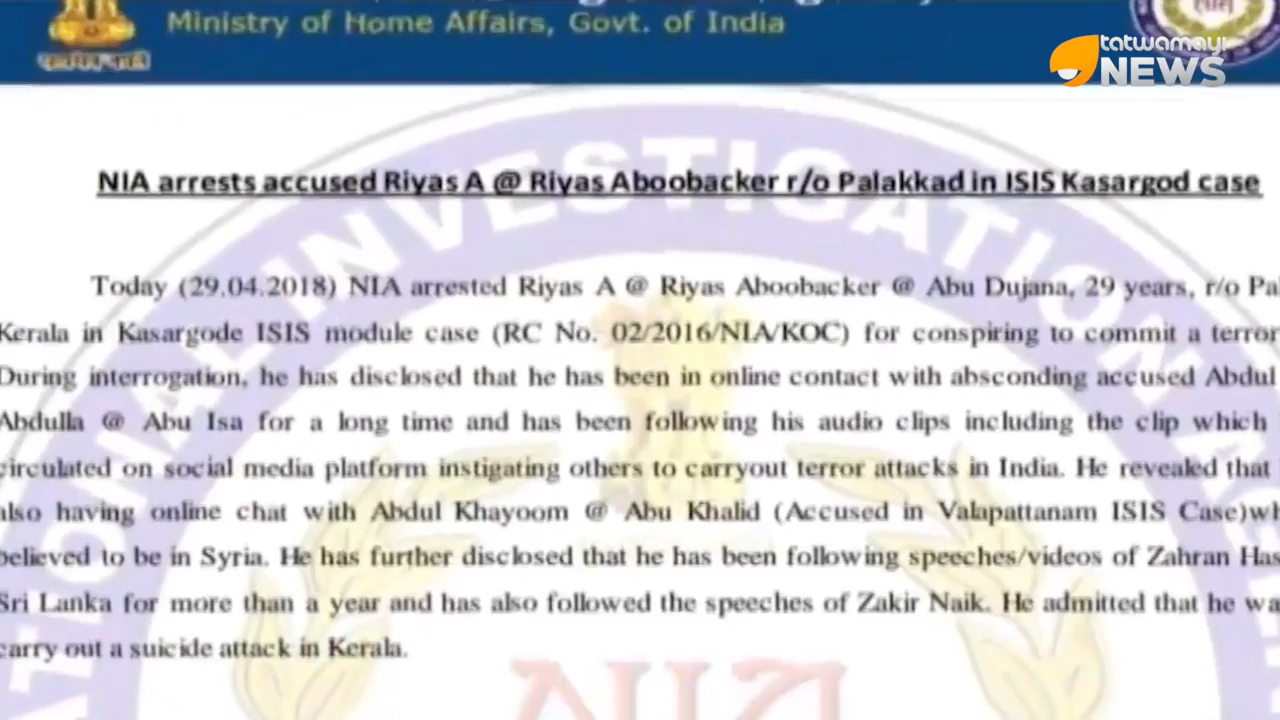 Ministry of Home Affairs, Govt. of India
tatwamayi
NEWS
NIA arrests accused Riyas A @ Riyas Aboobacker r/o Palakkad in ISIS Kasargod case
Today (29.04.2018) NIA arrested Riyas A @ Riyas Aboobacker @ Abu Dujana, 29 years, r/o Pal
Kerala in Kasargode ISIS module case (RC No. 02/2016/NIA/KOC) for conspiring to commit a terror
During interrogation, he has disclosed that he has been in online contact with absconding accused Abdul
Abdulla @ Abu Isa for a long time and has been following his audio clips including the clip which
circulated on social media platform instigating others to carryout terror attacks in India. He revealed that
also having online chat with Abdul Khayoom @ Abu Khalid (Accused in Valapattanam ISIS Case)wh
believed to be in Syria. He has further disclosed that he has been following speeches/videos of Zahran Has
Sri Lanka for more than a year and has also followed the speeches of Zakir Naik. He admitted that he wa
carry out a suicide attack in Kerala.
NATIONAL INVESTIGATION AGENCY
NIA